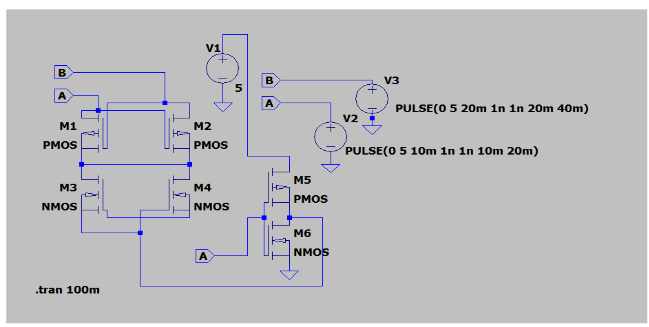 V1
B
B
V3
A
5
A
V2
PULSE(0 5 20m 1n 1n 20m 40m)
M1
M2
PMOS
PMOS
PULSE(0 5 10m 1n 1n 10m 20m)
M3
M4
M5
NMOS
NMOS
PMOS
M6
NMOS
A
.tran 100m